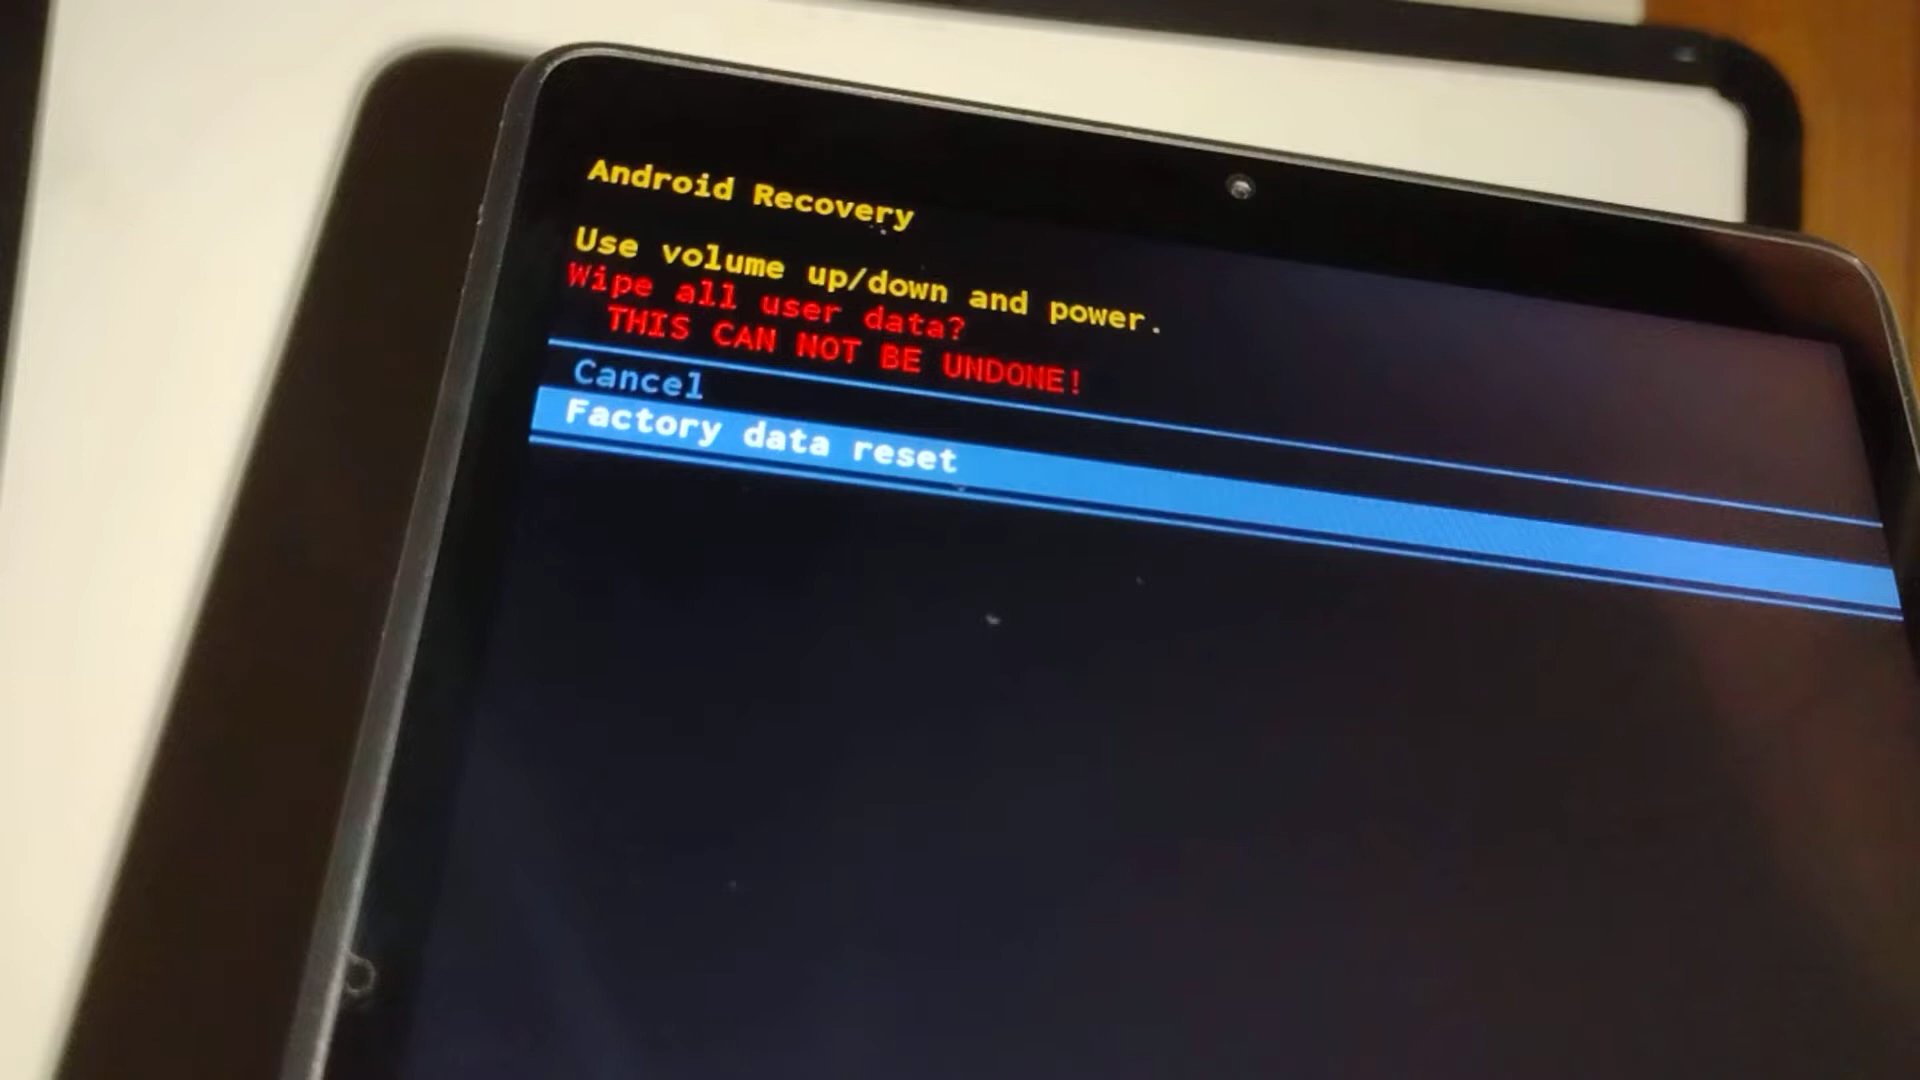 Android Recovery
Use volume up/down and power.
Wipe all user data?
THIS CAN NOT BE UNDONE!
Cancel
Factory data reset